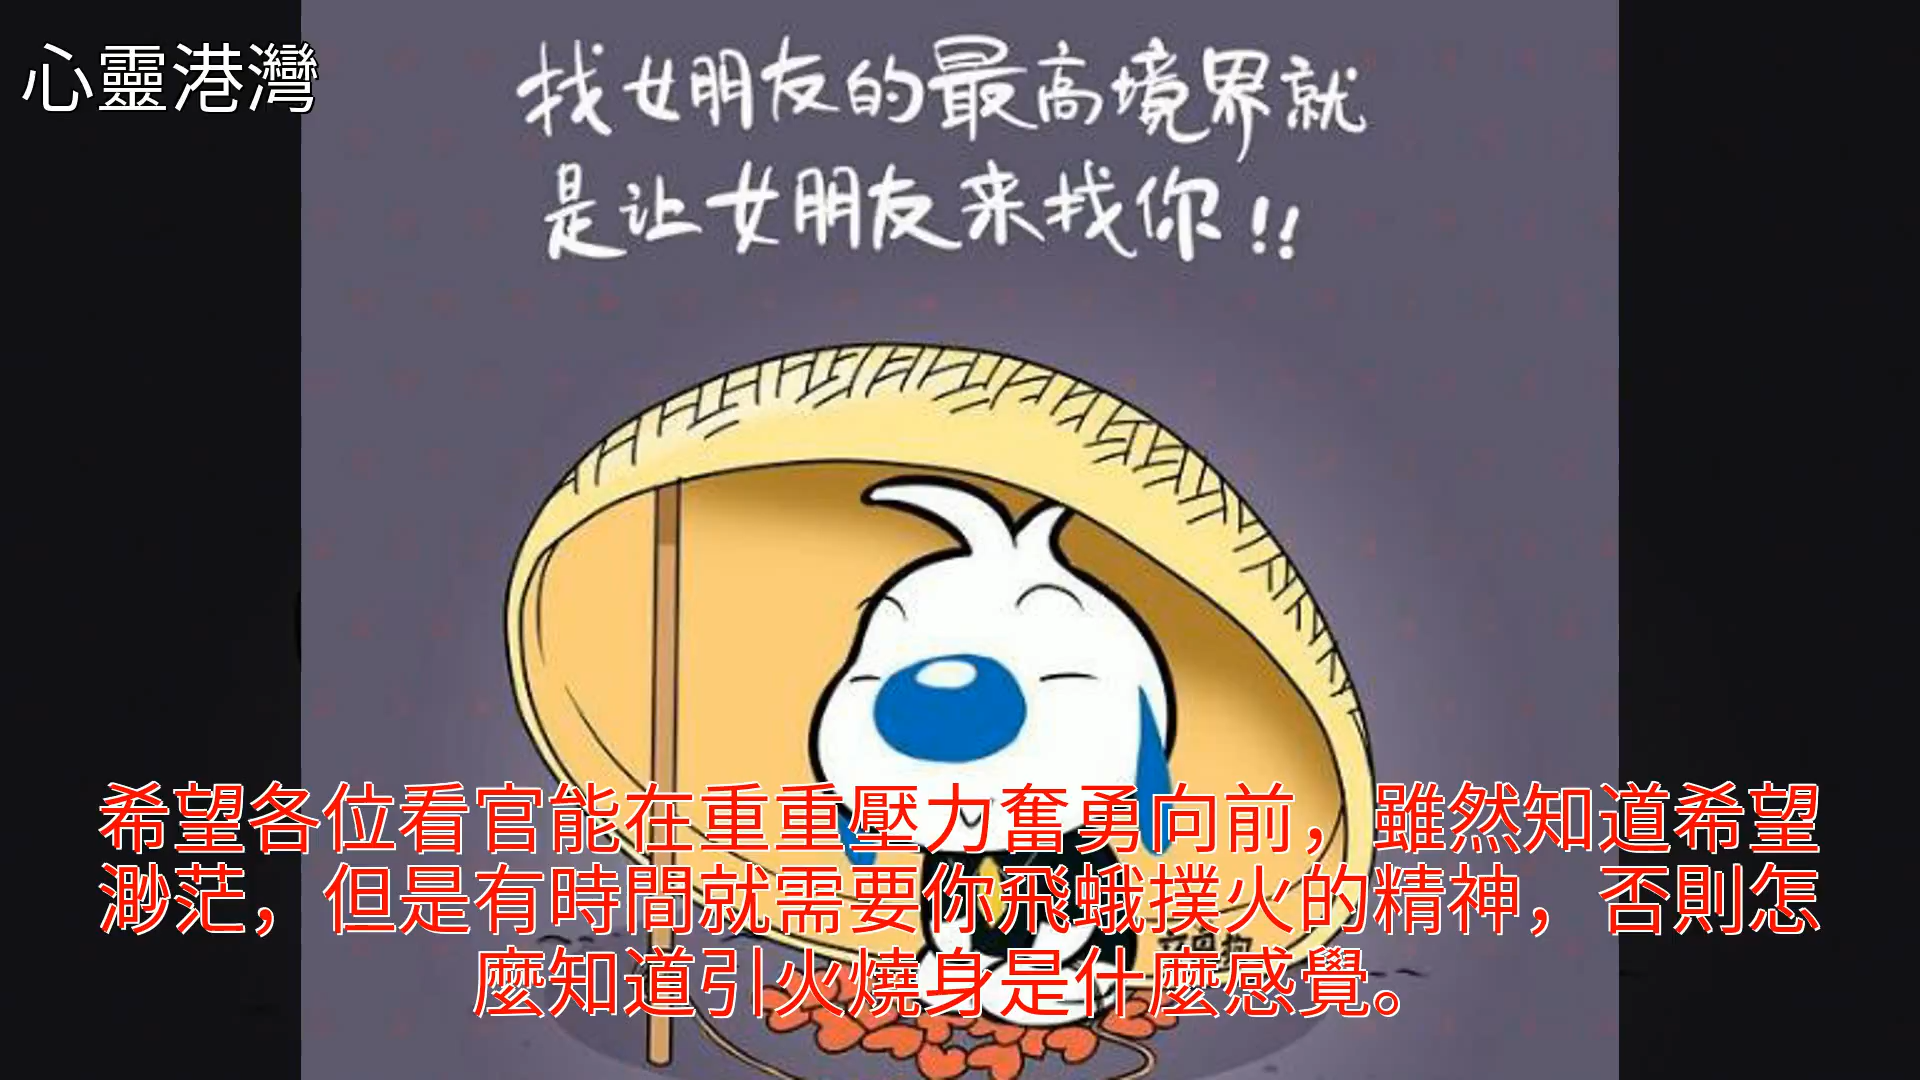 心靈港灣
找女朋友的最高境界就
是让女朋友来找你!!
希望各位看官能在重重壓力奮勇向前，雖然知道希望
渺茫，但是有時間就需要你飛蛾撲火的精神，否則怎
麼知道引火燒身是什麼感覺。